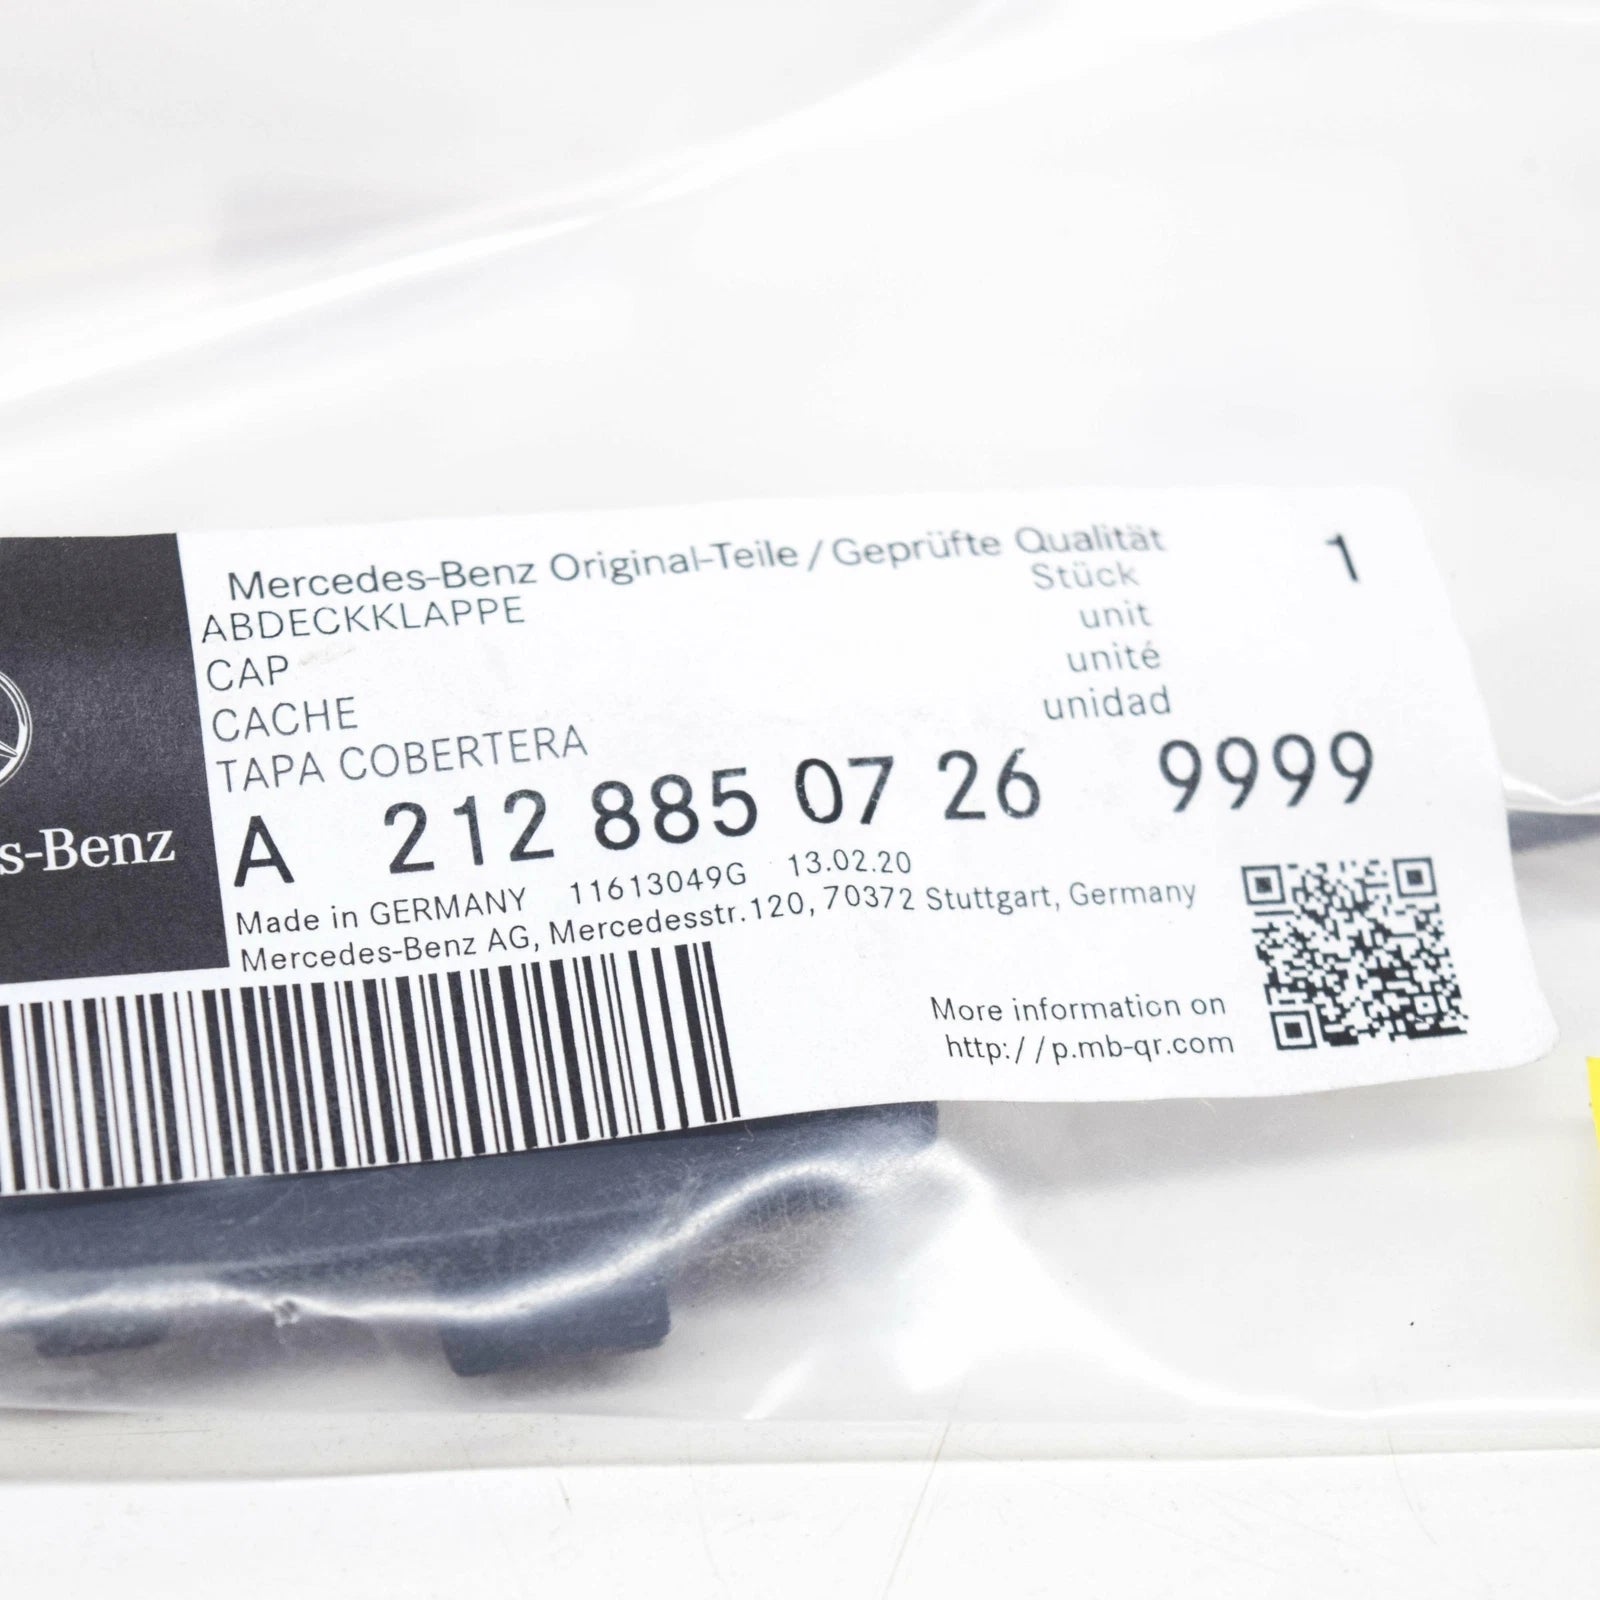 Mercedes-Benz Original-Teile / Geprüfte Qualität
ABDECKKLAPPE Stück 1
CAP unit
CACHE unité
TAPA COBERTERA unidad
A 212 885 07 26 9999
Made in GERMANY 11613049G 13.02.20
Mercedes-Benz AG, Mercedesstr.120, 70372 Stuttgart, Germany
s-Benz
More information on
http://p.mb-qr.com